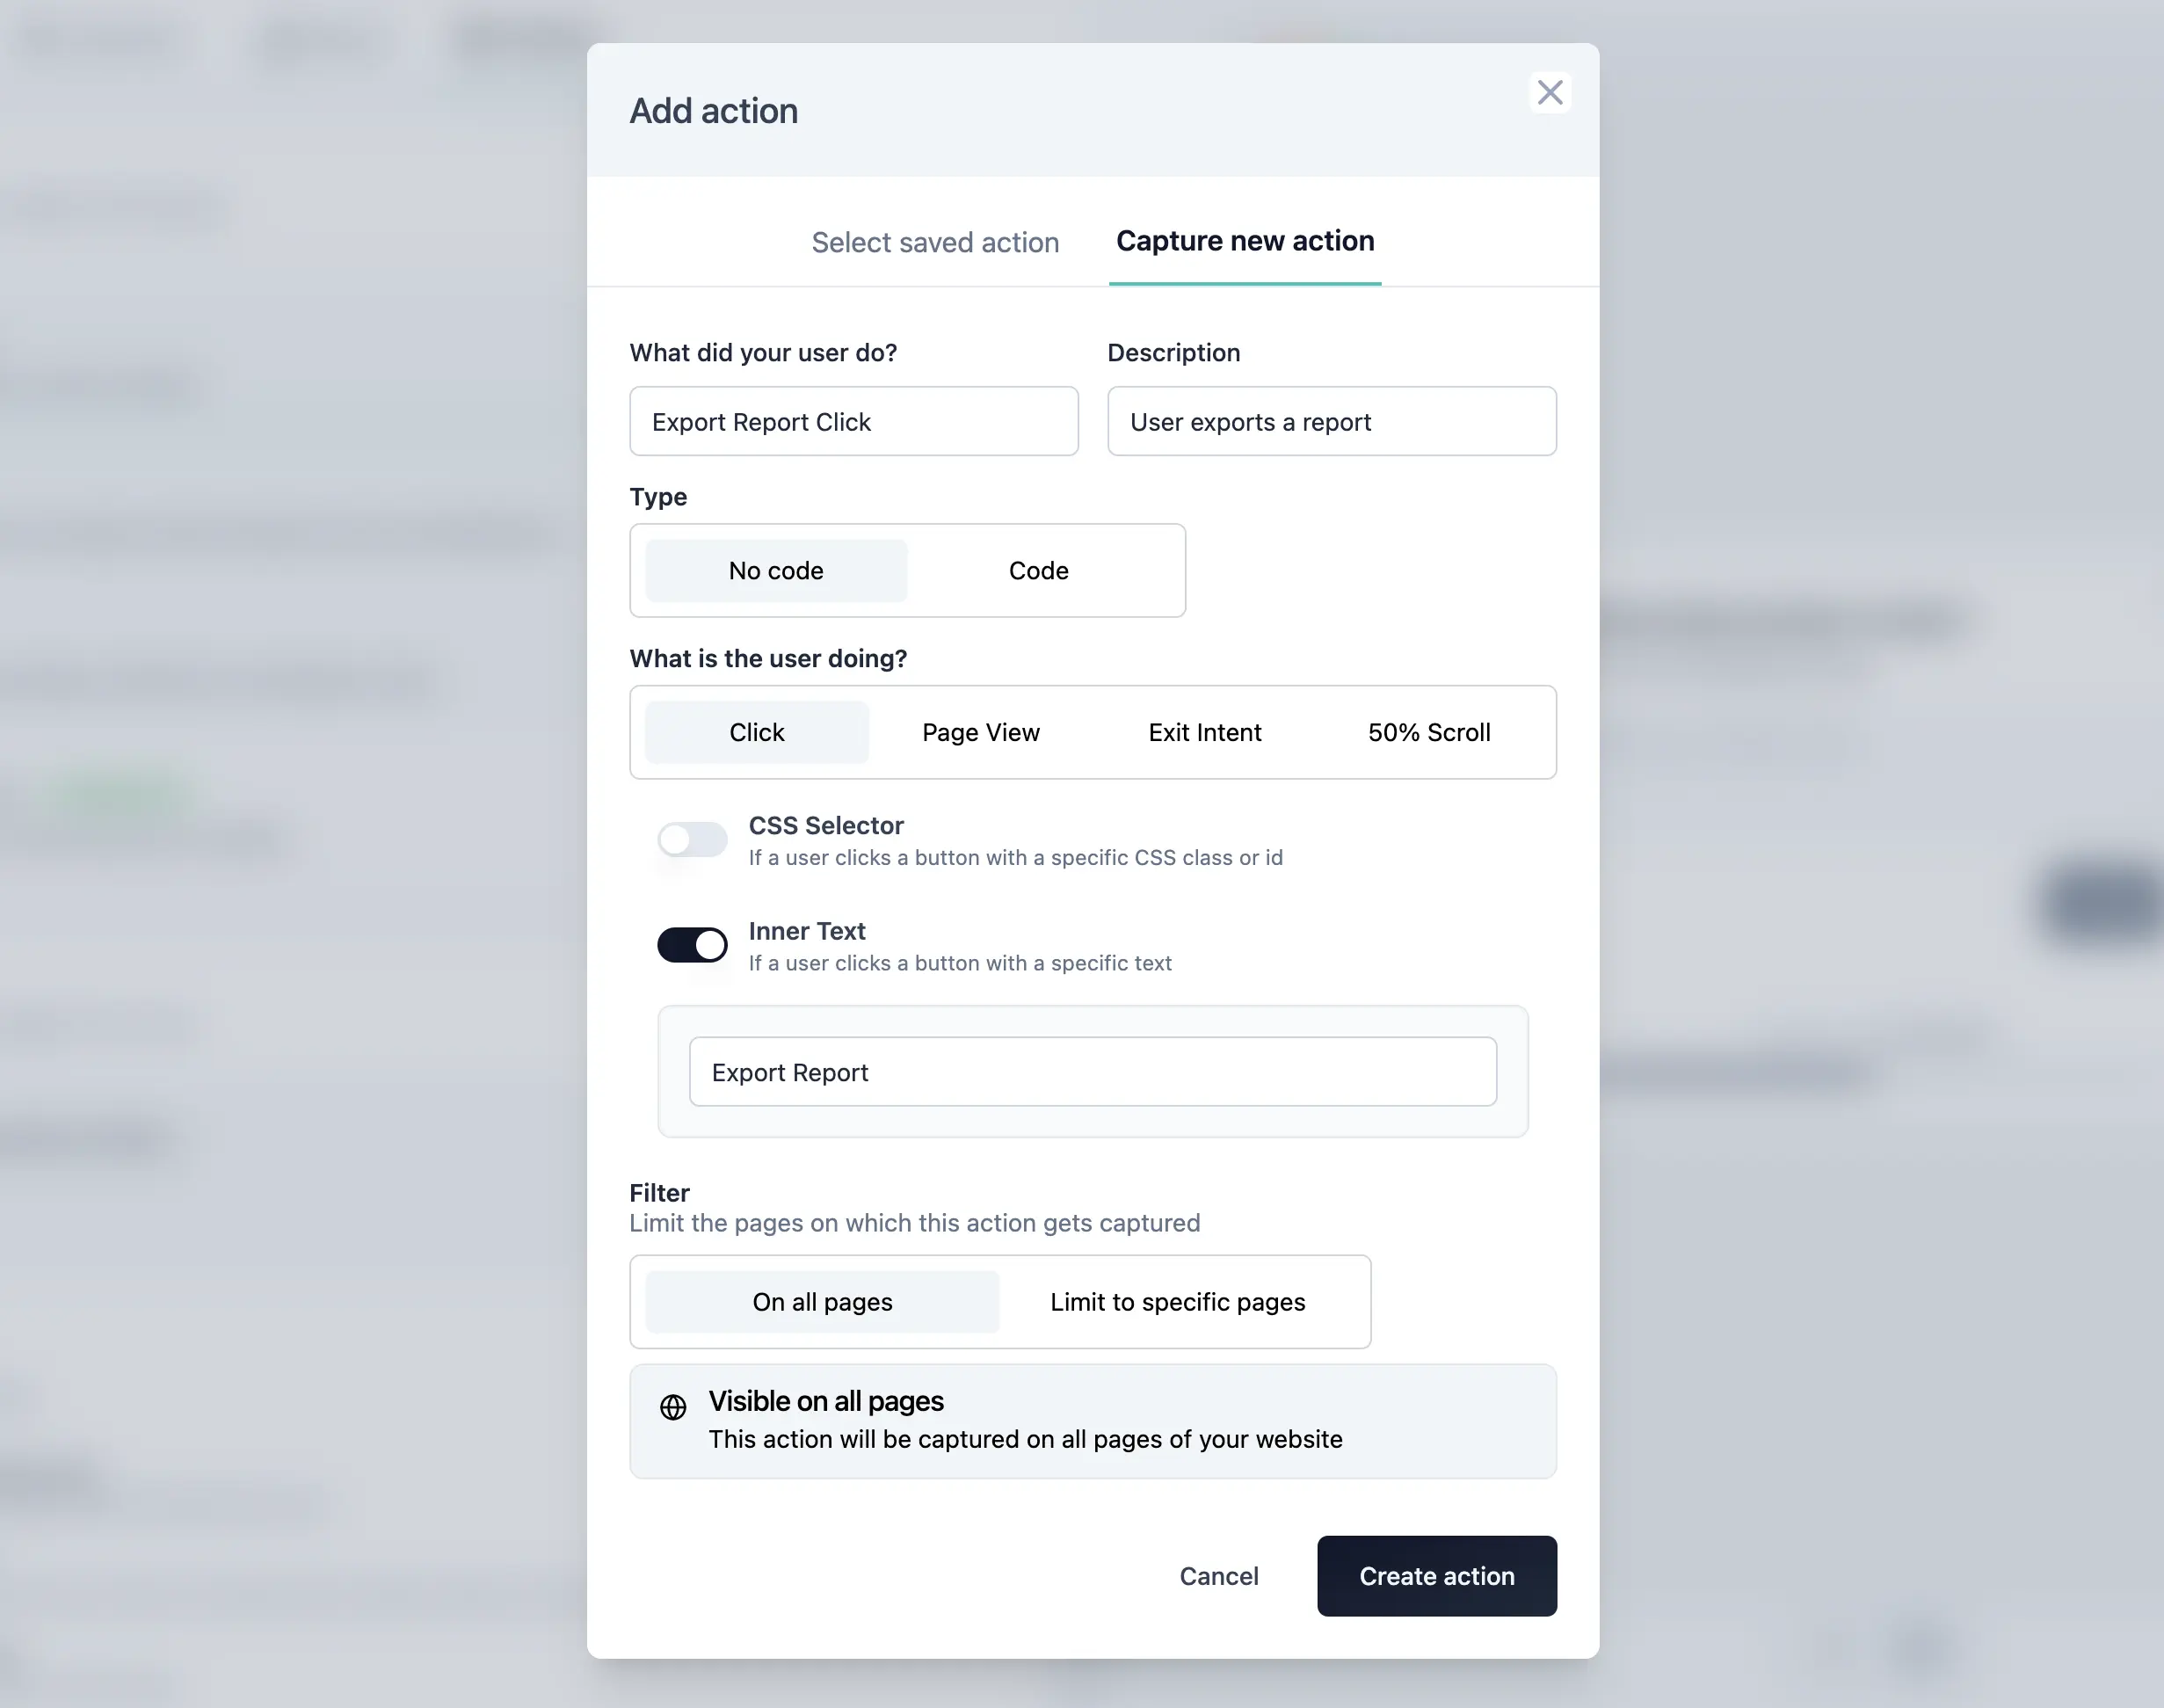 Add action
Select saved action
Capture new action
What did your user do?
Description
Export Report Click
User exports a report
Type
No code
Code
What is the user doing?
Click
Page View
Exit Intent
50% Scroll
CSS Selector
If a user clicks a button with a specific CSS class or id
Inner Text
If a user clicks a button with a specific text
Export Report
Filter
Limit the pages on which this action gets captured
On all pages
Limit to specific pages
Visible on all pages
This action will be captured on all pages of your website
Cancel
Create action